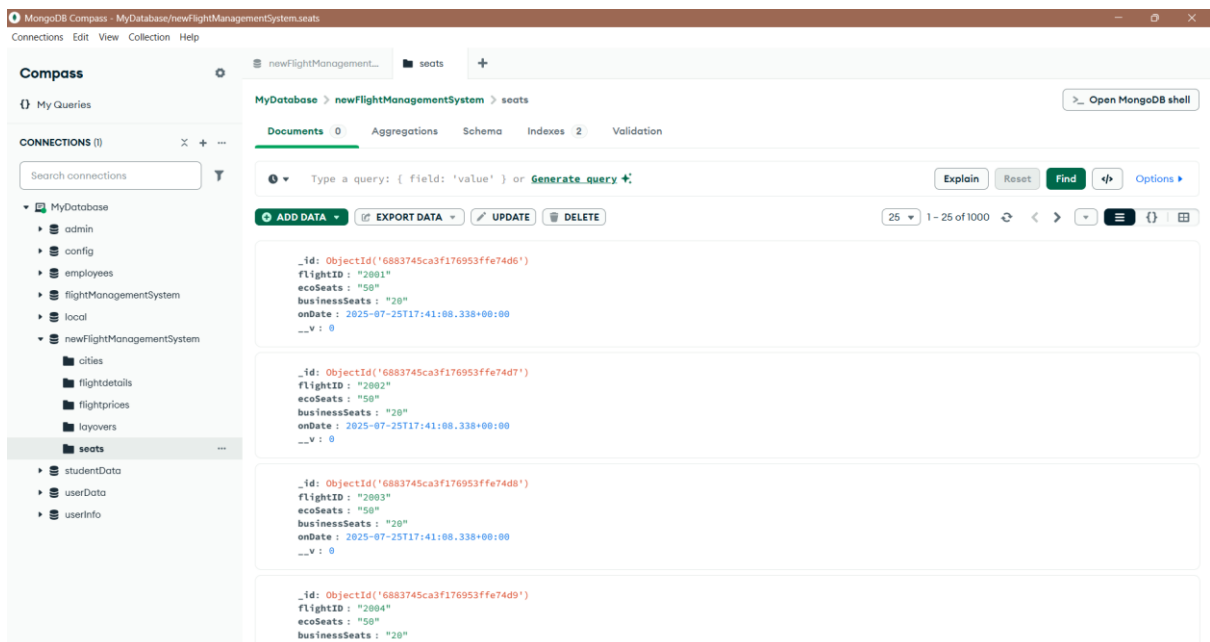 MongoDB Compass - MyDatabase/newFlightManagementSystem.seats
Connections Edit View Collection Help
Compass
{} My Queries
CONNECTIONS (1)
Search connections
MyDatabase
admin
config
employees
flightManagementSystem
local
newFlightManagementSystem
cities
flightdetails
flightprices
layovers
seats
studentData
userData
userInfo
newFlightManagement...
seats
MyDatabase > newFlightManagementSystem > seats
>_ Open MongoDB shell
Documents 0 Aggregations Schema Indexes 2 Validation
Type a query: { field: 'value' } or Generate query
Explain Reset Find </> Options
ADD DATA EXPORT DATA UPDATE DELETE
25 1 – 25 of 1000 {}
_id: ObjectId('6883745ca3f176953ffe74d6')
flightID : "2001"
ecoSeats : "50"
businessSeats : "20"
onDate : 2025-07-25T17:41:08.338+00:00
__v : 0
_id: ObjectId('6883745ca3f176953ffe74d7')
flightID : "2002"
ecoSeats : "50"
businessSeats : "20"
onDate : 2025-07-25T17:41:08.338+00:00
__v : 0
_id: ObjectId('6883745ca3f176953ffe74d8')
flightID : "2003"
ecoSeats : "50"
businessSeats : "20"
onDate : 2025-07-25T17:41:08.338+00:00
__v : 0
_id: ObjectId('6883745ca3f176953ffe74d9')
flightID : "2004"
ecoSeats : "50"
businessSeats : "20"